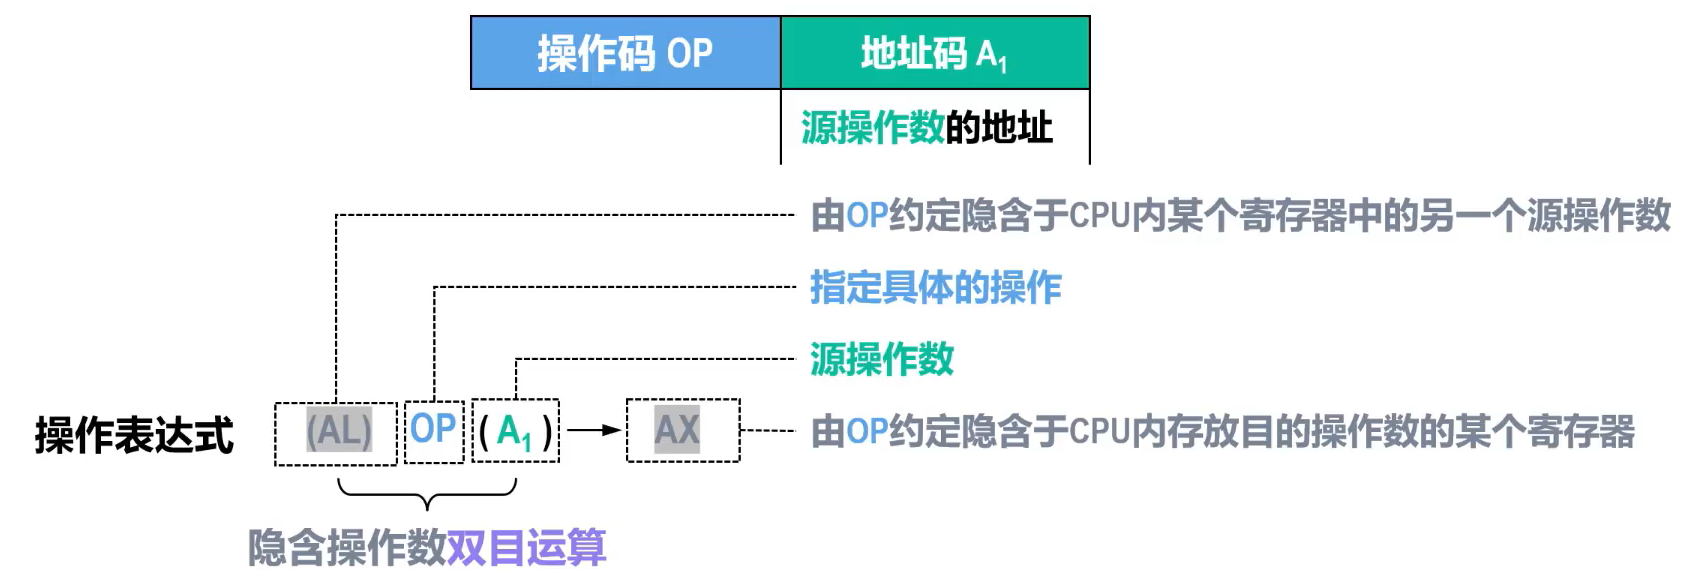 操作码 OP
地址码 A₁
源操作数的地址
由OP约定隐含于CPU内某个寄存器中的另一个源操作数
指定具体的操作
源操作数
操作表达式 (AL) OP (A₁) → AX 由OP约定隐含于CPU内存放目的操作数的某个寄存器
隐含操作数双目运算